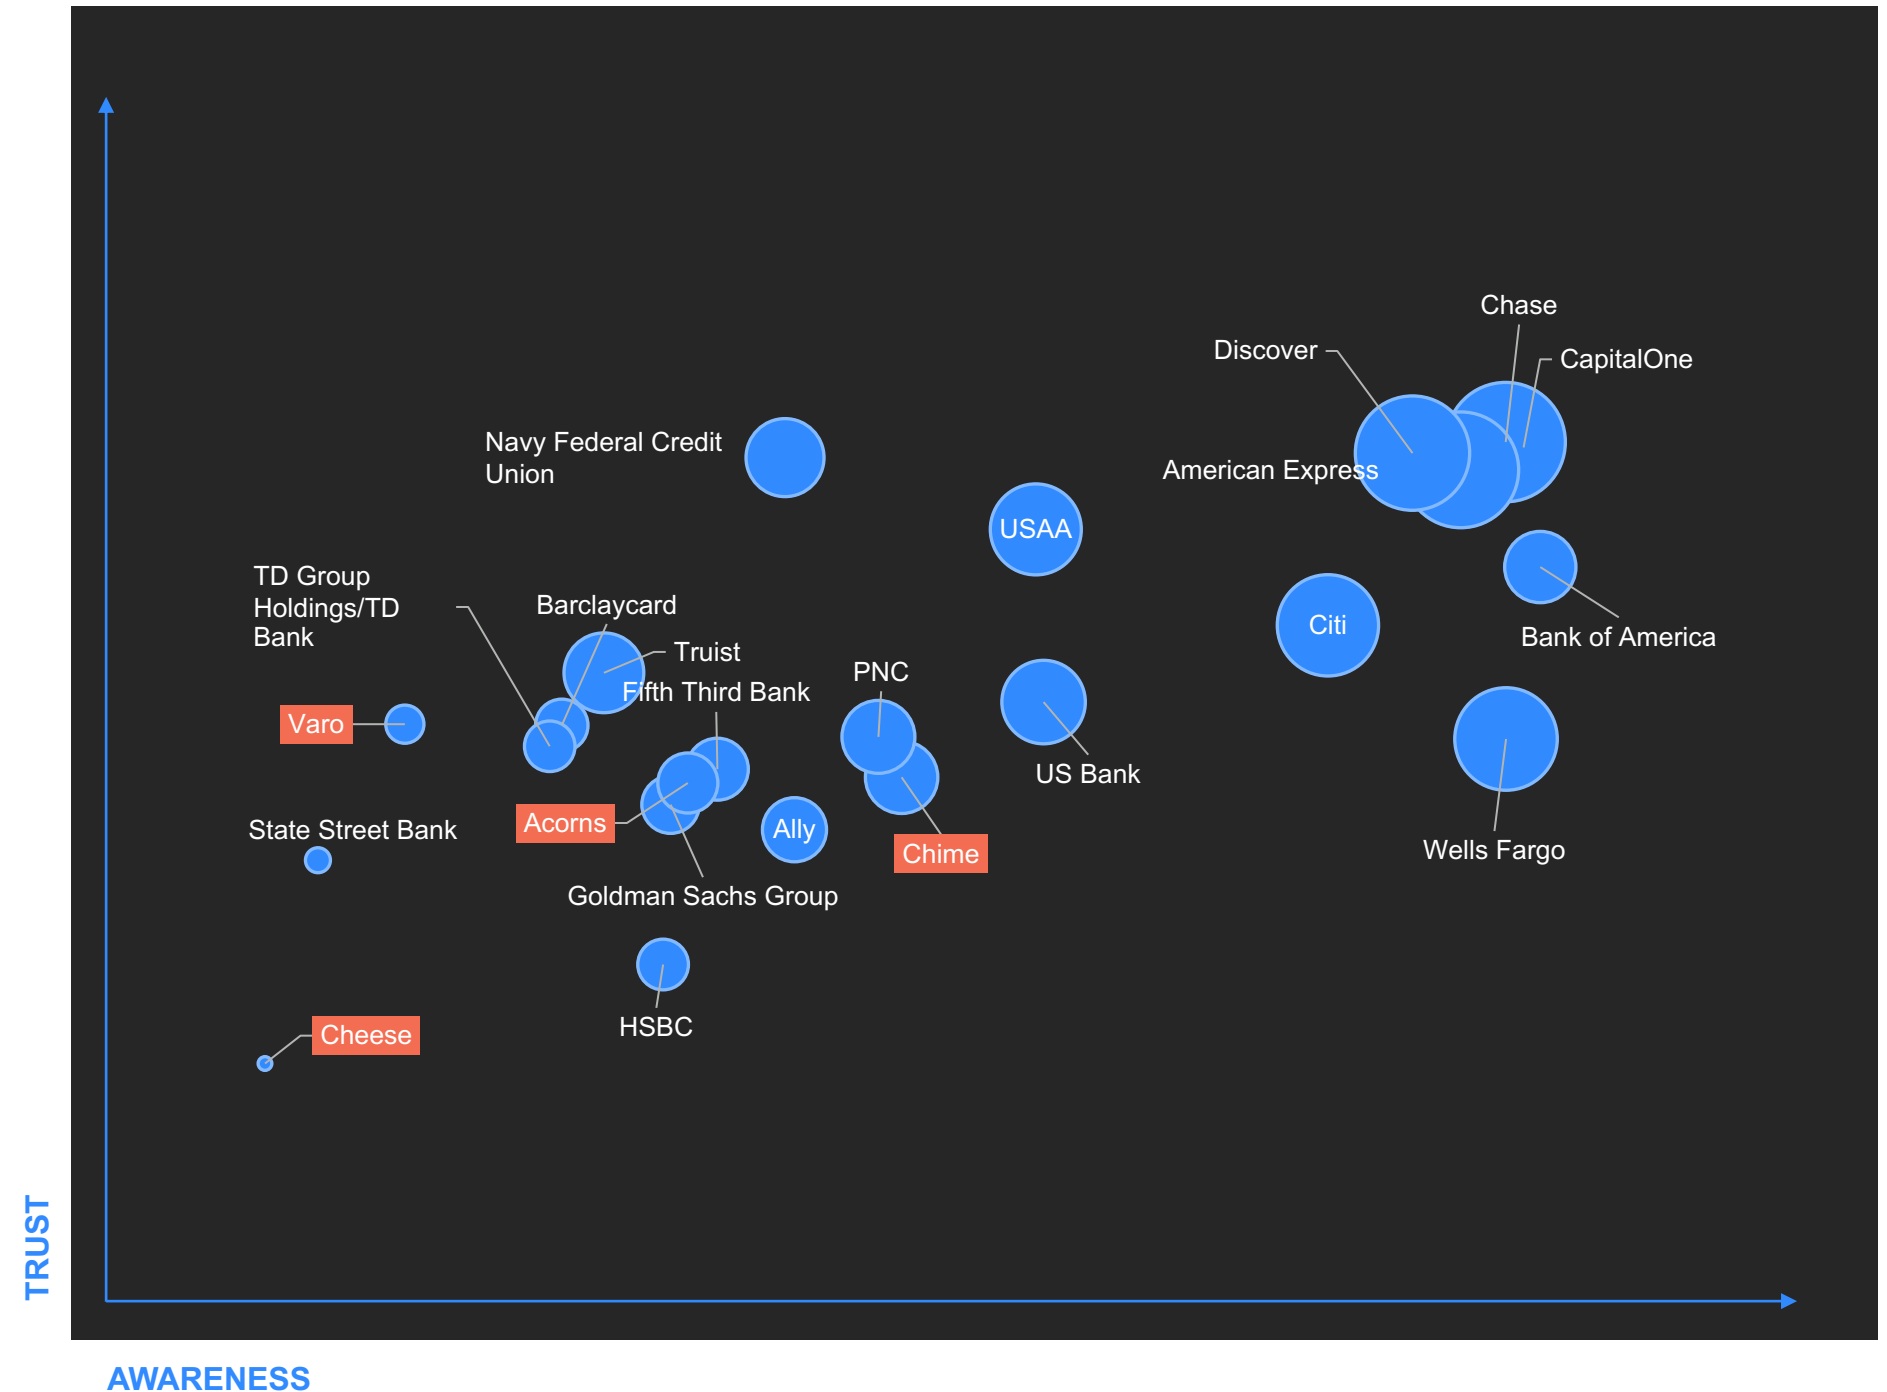 Chase
Discover
CapitalOne
Navy Federal Credit
Union
American Express
USAA
TD Group
Holdings/TD
Bank
Barclaycard
Citi
Bank of America
Truist
Fifth Third Bank
PNC
Varo
US Bank
State Street Bank
Acorns
Ally
Chime
Wells Fargo
Goldman Sachs Group
HSBC
Cheese
TRUST
AWARENESS